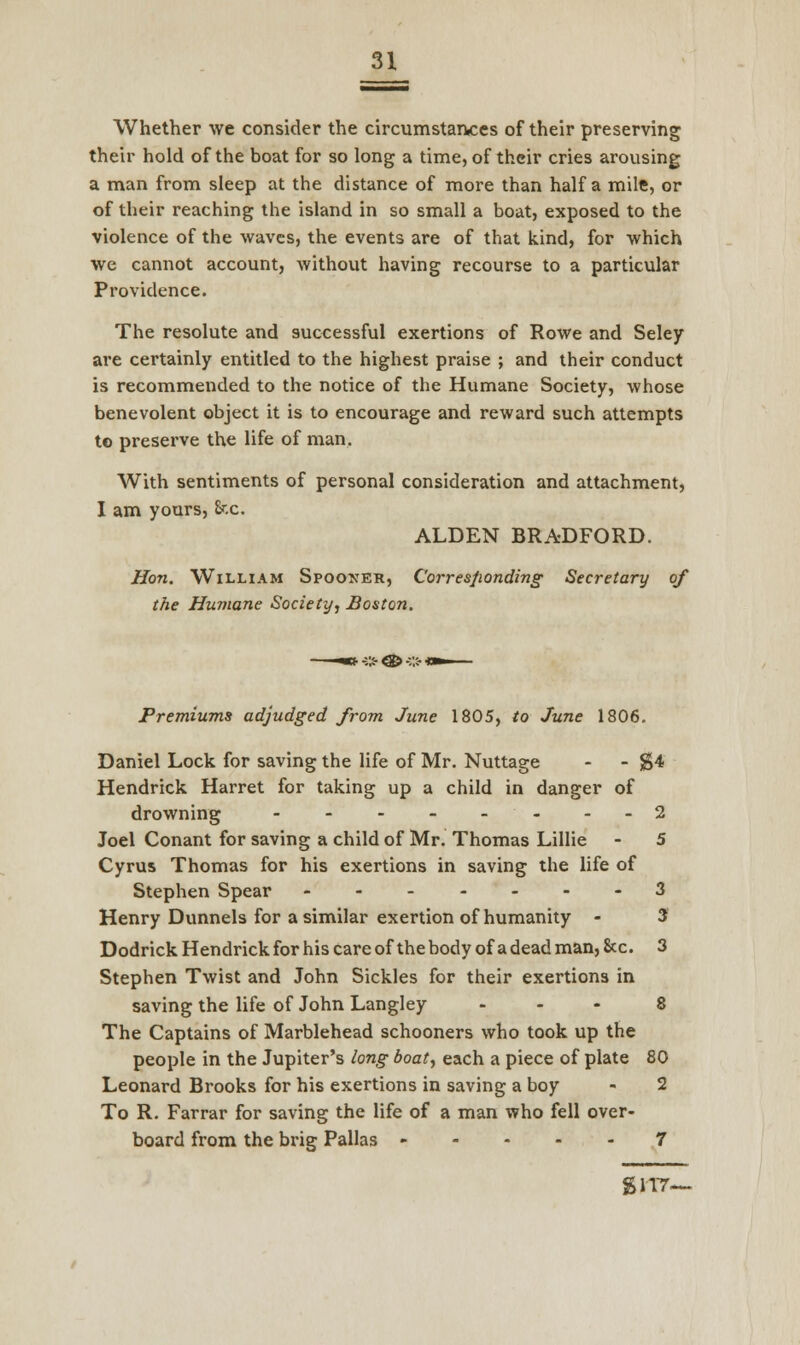 31
Whether we consider the circumstances of their preserving
their hold of the boat for so long a time, of their cries arousing
a man from sleep at the distance of more than half a mile, or
of their reaching the island in so small a boat, exposed to the
violence of the waves, the events are of that kind, for which
we cannot account, without having recourse to a particular
Providence.
The resolute and successful exertions of Rowe and Seley
are certainly entitled to the highest praise ; and their conduct
is recommended to the notice of the Humane Society, whose
benevolent object it is to encourage and reward such attempts
to preserve the life of man.
With sentiments of personal consideration and attachment,
I am yours, &c.
ALDEN BRADFORD.
Hon. William Spooner, Corresponding Secretary of
the Humane Society, Boston.
Premiums adjudged from June 1805, to June 1806.
Daniel Lock for saving the life of Mr. Nuttage - - $4
Hendrick Harret for taking up a child in danger of
drowning - - - - - - - - 2
Joel Conant for saving a child of Mr. Thomas Lillie - 5
Cyrus Thomas for his exertions in saving the life of
Stephen Spear - - - - - - - 3
Henry Dunnels for a similar exertion of humanity - 3
Dodrick Hendrick for his care of the body of a dead man, &c. 3
Stephen Twist and John Sickles for their exertions in
saving the life of John Langley - - - 8
The Captains of Marblehead schooners who took up the
people in the Jupiter's long boat, each a piece of plate 80
Leonard Brooks for his exertions in saving a boy - 2
To R. Farrar for saving the life of a man who fell over-
board from the brig Pallas - - - - - 7
$117—